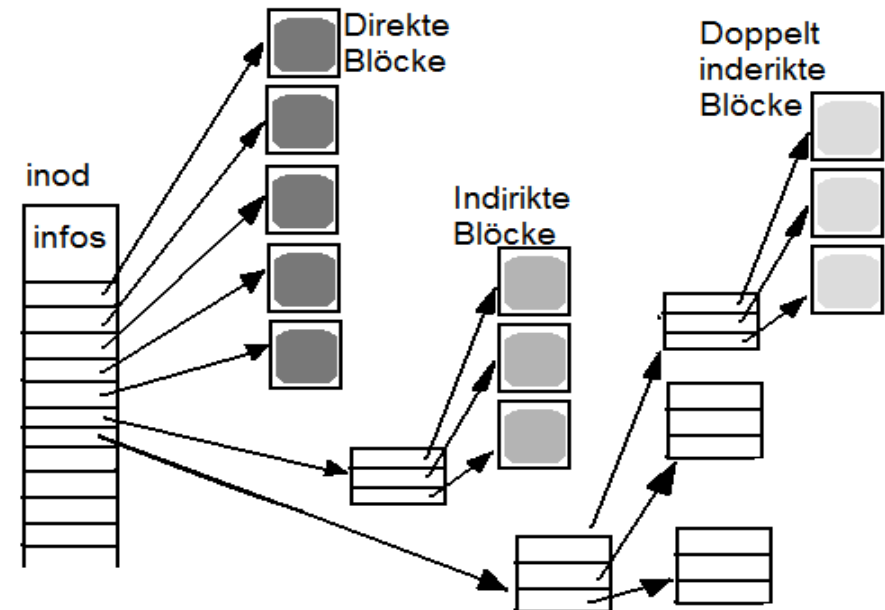 Direkte
Blöcke
Doppelt
inderikte
Blöcke
inod
infos
Indirikte
Blöcke